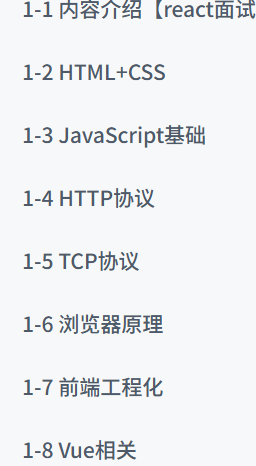 1-1 内容介绍【react面试
1-2 HTML+CSS
1-3 JavaScript基础
1-4 HTTP协议
1-5 TCP协议
1-6 浏览器原理
1-7 前端工程化
1-8 Vue相关